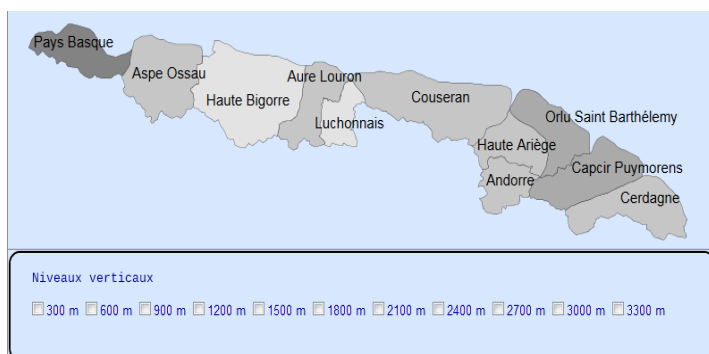 Pays Basque
Aspe Ossau
Aure Louron
Haute Bigorre
Couseran
Luchonnais
Orlu Saint Barthélemy
Haute Ariège
Capcir Puymorens
Andorre
Cerdagne
Niveaux verticaux
300 m 600 m 900 m 1200 m 1500 m 1800 m 2100 m 2400 m 2700 m 3000 m 3300 m